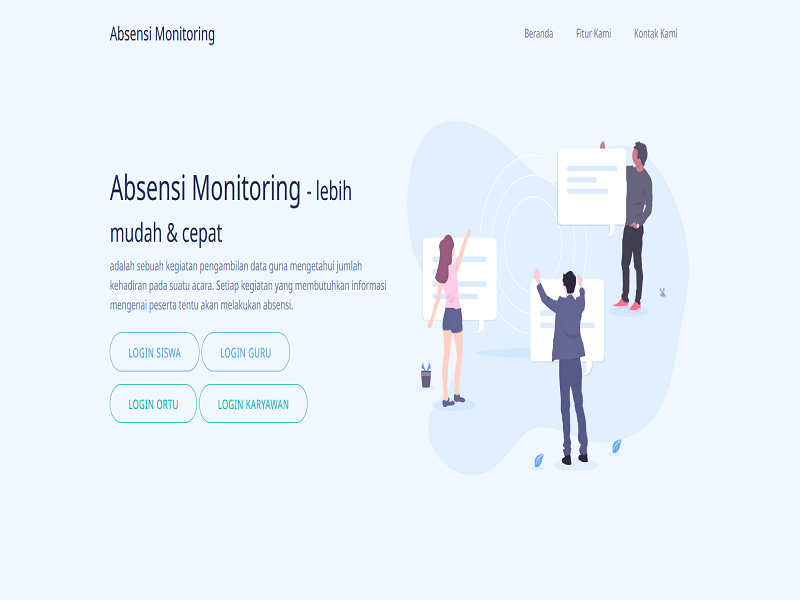 Absensi Monitoring
Beranda Fitur Kami Kontak Kami
Absensi Monitoring - lebih
mudah & cepat
adalah sebuah kegiatan pengambilan data guna mengetahui jumlah
kehadiran pada suatu acara. Setiap kegiatan yang membutuhkan informasi
mengenai peserta tentu akan melakukan absensi.
LOGIN SISWA LOGIN GURU
LOGIN ORTU LOGIN KARYAWAN